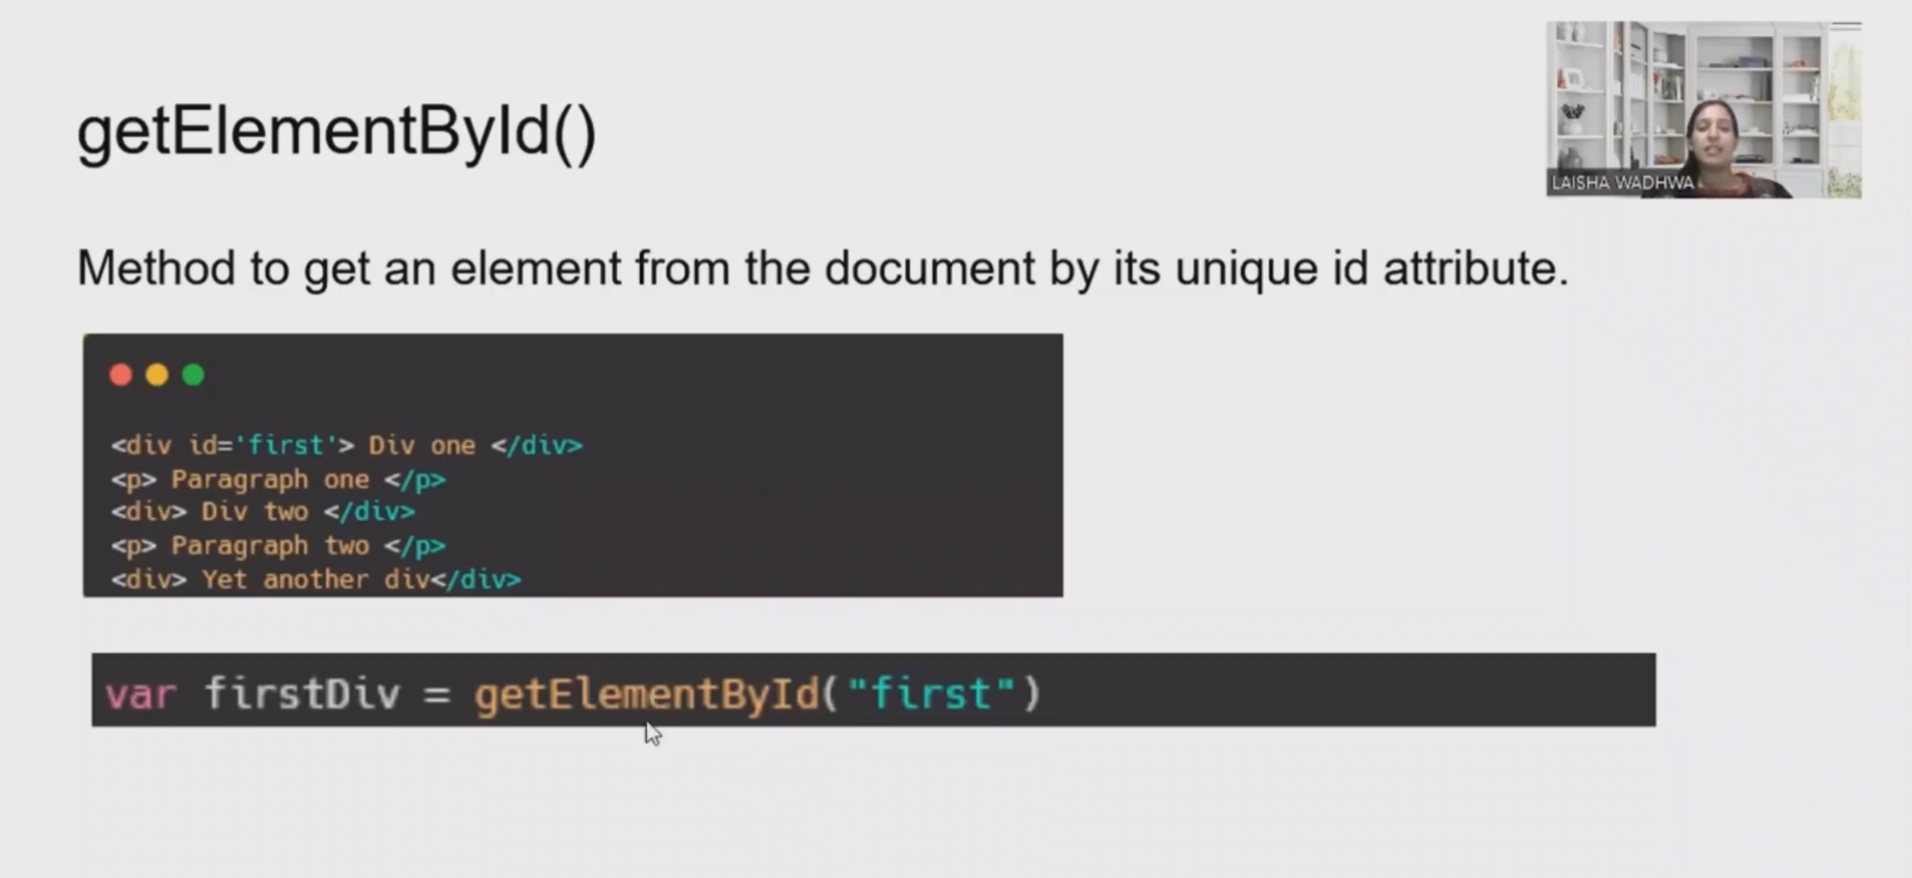 getElementById()
LAISHA WADHWA
Method to get an element from the document by its unique id attribute.
<div id='first'> Div one </div>
<p> Paragraph one </p>
<div> Div two </div>
<p> Paragraph two </p>
<div> Yet another div</div>
var firstDiv = getElementById("first")